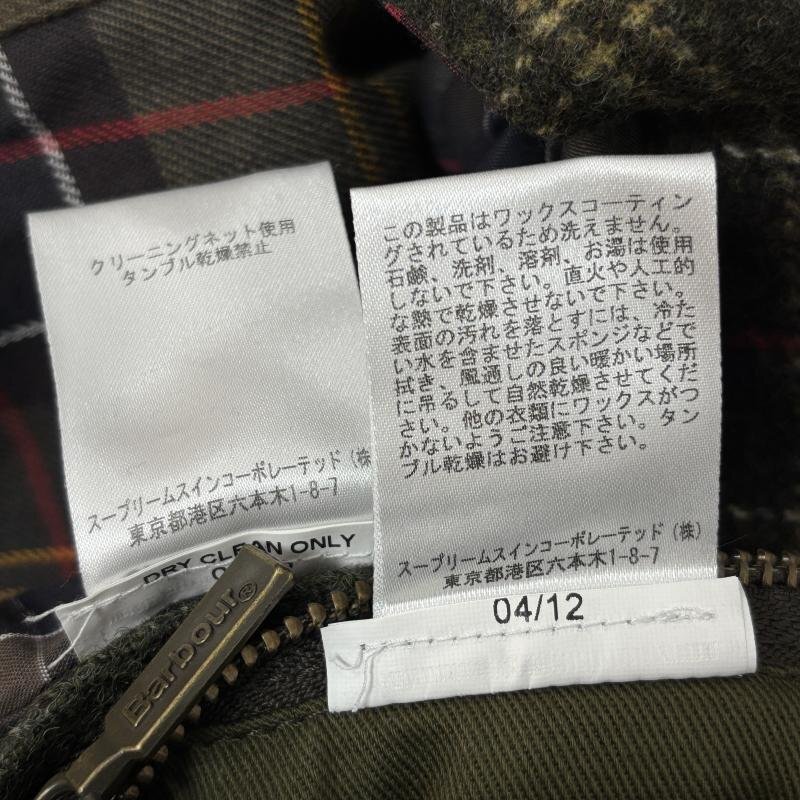 クリーニングネット使用
タンブル乾燥禁止
スープリームスインコーポレーテッド（株
東京都港区六本木1-8-7
DRY CLEAN ONLY
この製品はワックスコーティン
グされているため洗えません。
石鹸、洗剤、溶剤、お湯は使用
しないで下さい。直火や人工的
な熱で乾燥させないで下さい。
表面の汚れを落とすには、冷た
い水を含ませたスポンジなどで
拭き、風通しの良い暖かい場所
に吊るして自然乾燥させてくだ
さい。他の衣類にワックスがつ
かないようご注意下さい。タン
ブル乾燥はお避け下さい。
スープリームスインコーポレーテッド（株）
東京都港区六本木1-8-7
04/12
Barbour®